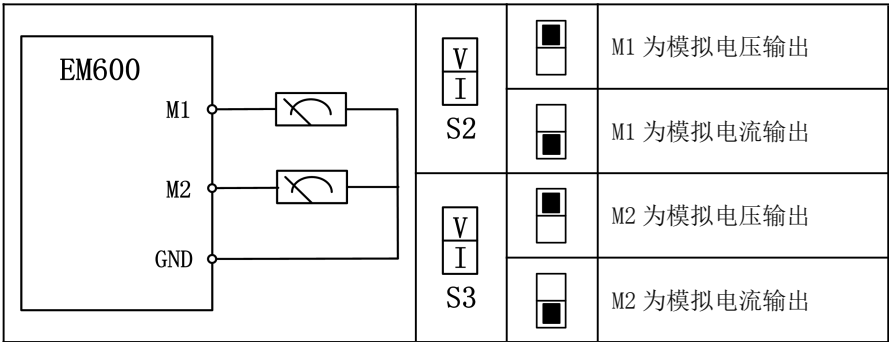 EM600
M1
M2
GND
V
I
S2
M1 为模拟电压输出
M1 为模拟电流输出
V
I
S3
M2 为模拟电压输出
M2 为模拟电流输出